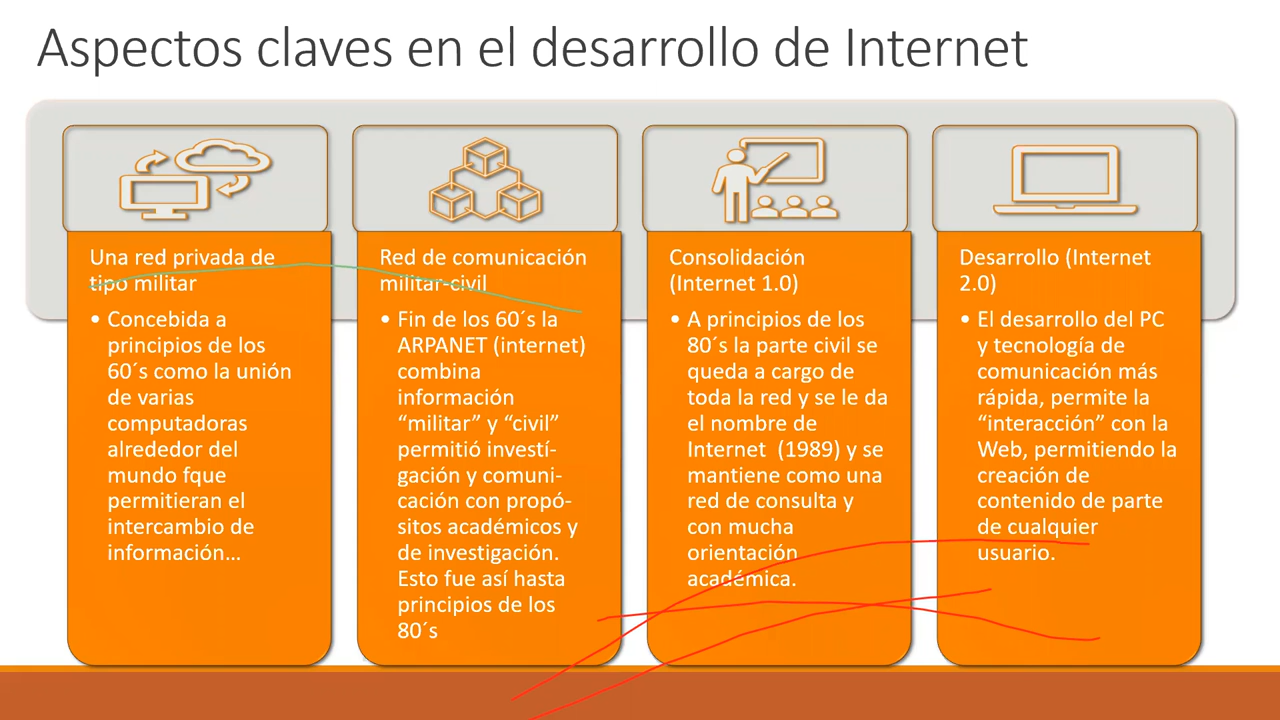 Aspectos claves en el desarrollo de Internet
Una red privada de
tipo militar
• Concebida a
principios de los
60´s como la unión
de varias
computadoras
alrededor del
mundo fque
permitieran el
intercambio de
información...
Red de comunicación
militar-civil
• Fin de los 60´s la
ARPANET (internet)
combina
información
“militar” y “civil”
permitió investí-
gación y comuni-
cación con propó-
sitos académicos y
de investigación.
Esto fue así hasta
principios de los
80´s
Consolidación
(Internet 1.0)
• A principios de los
80´s la parte civil se
queda a cargo de
toda la red y se le da
el nombre de
Internet (1989) y se
mantiene como una
red de consulta y
con mucha
orientación
académica.
Desarrollo (Internet
2.0)
• El desarrollo del PC
y tecnología de
comunicación más
rápida, permite la
“interacción” con la
Web, permitiendo la
creación de
contenido de parte
de cualquier
usuario.